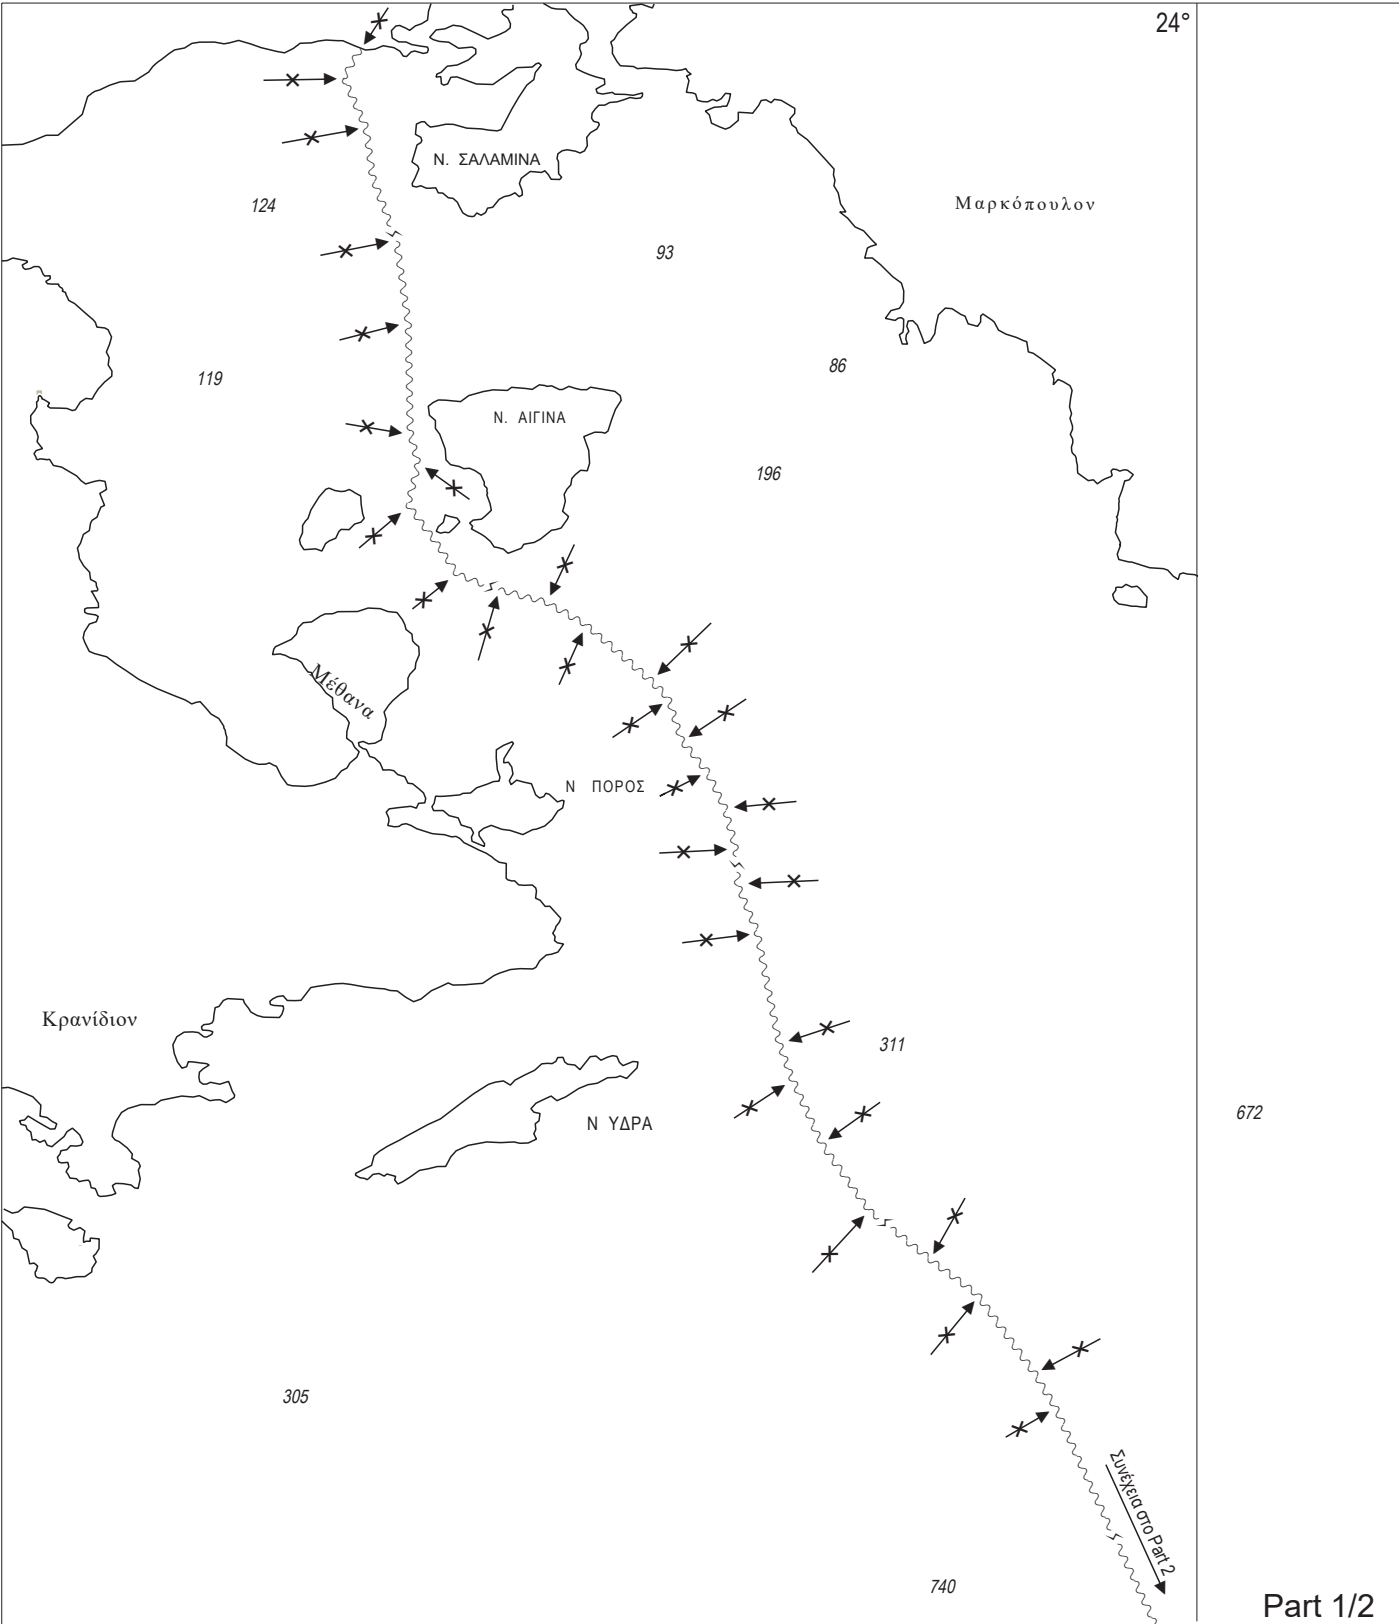 24°
Ν. ΣΑΛΑΜΙΝΑ
Μαρκόπουλον
124
93
86
119
Ν. ΑΙΓΙΝΑ
196
Μέθανα
Ν ΠΟΡΟΣ
Κρανίδιον
311
672
Ν ΥΔΡΑ
305
Συνέχεια στο Part 2
740
Part 1/2